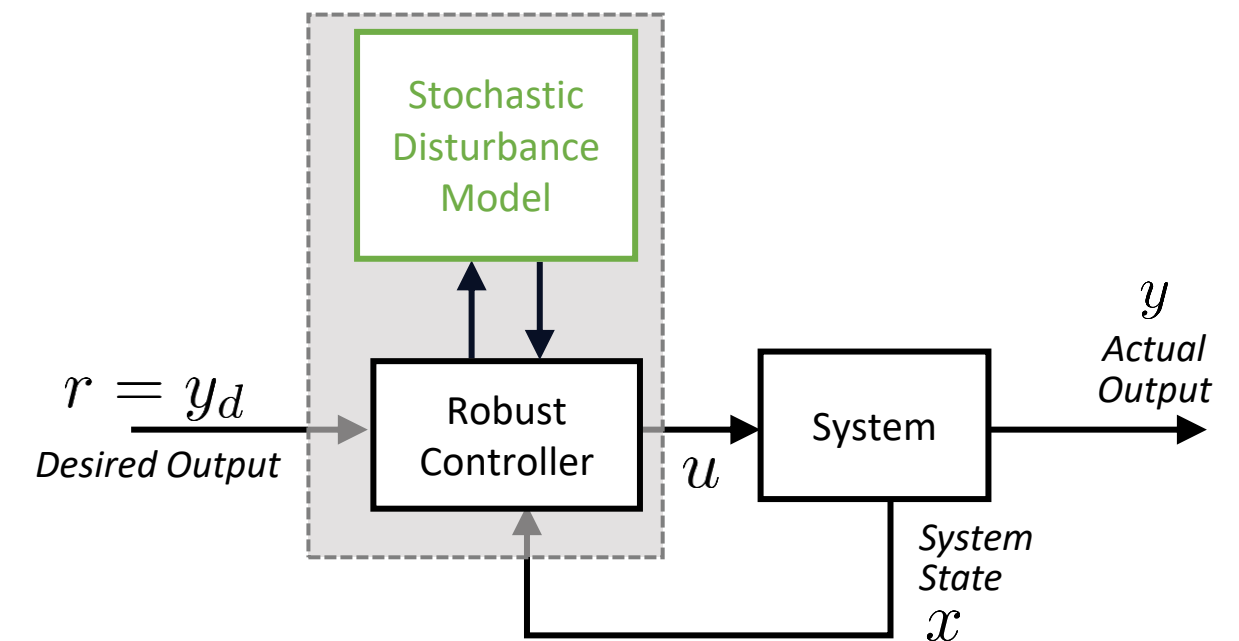 Stochastic
Disturbance
Model
r = y_d
Desired Output
Robust
Controller
u
System
y
Actual
Output
System
State
x